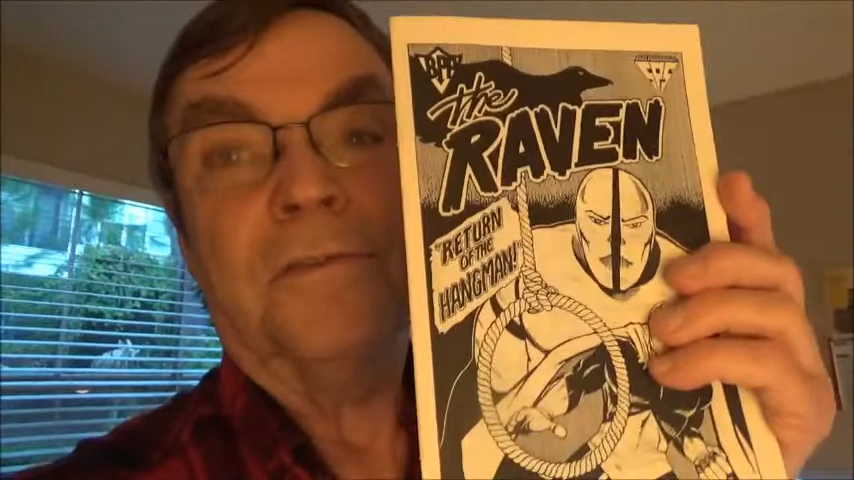 the
RAVEN
"RETURN
OF the
HANGMAN!"